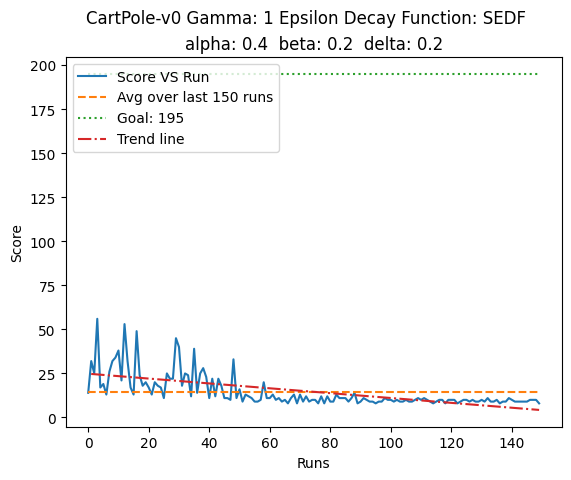 CartPole-v0 Gamma: 1 Epsilon Decay Function: SEDF
alpha: 0.4 beta: 0.2 delta: 0.2
Score VS Run
Avg over last 150 runs
Goal: 195
Trend line
200
175
150
125
100
75
50
25
0
Score
0 20 40 60 80 100 120 140
Runs